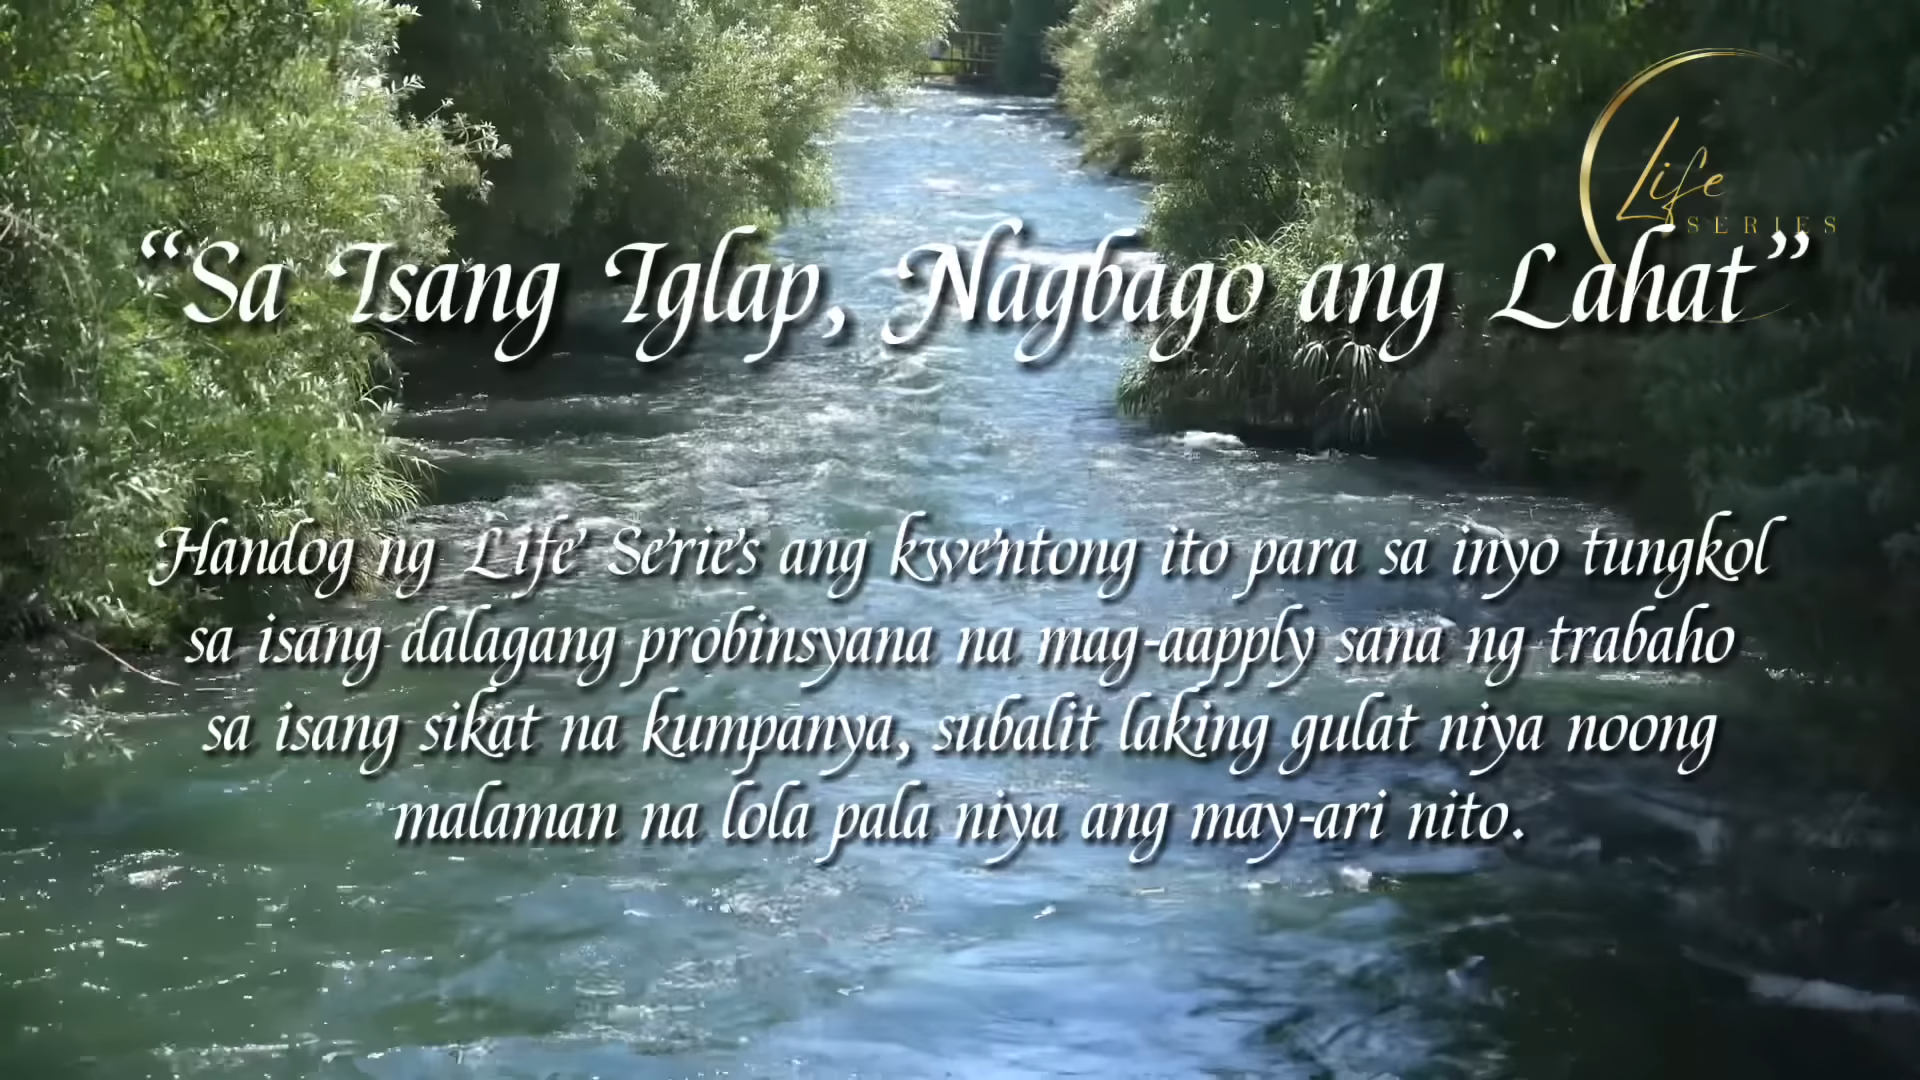 Life
SERIES
“Sa Isang Iglap, Nagbago ang Lahat”
Handog ng Life Series ang kwentong ito para sa inyo tungkol
sa isang dalagang probinsyana na mag-aapply sana ng trabaho
sa isang sikat na kumpanya, subalit laking gulat niya noong
malaman na lola pala niya ang may-ari nito.